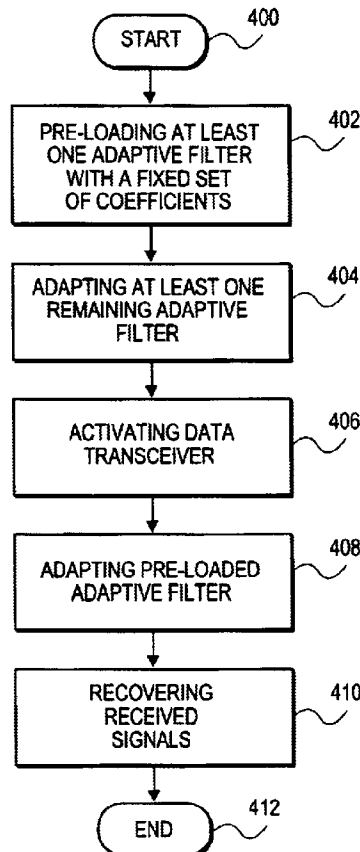 START
400
PRE-LOADING AT LEAST
ONE ADAPTIVE FILTER
WITH A FIXED SET
OF COEFFICIENTS
402
ADAPTING AT LEAST ONE
REMAINING ADAPTIVE
FILTER
404
ACTIVATING DATA
TRANSCEIVER
406
ADAPTING PRE-LOADED
ADAPTIVE FILTER
408
RECOVERING
RECEIVED
SIGNALS
410
END
412